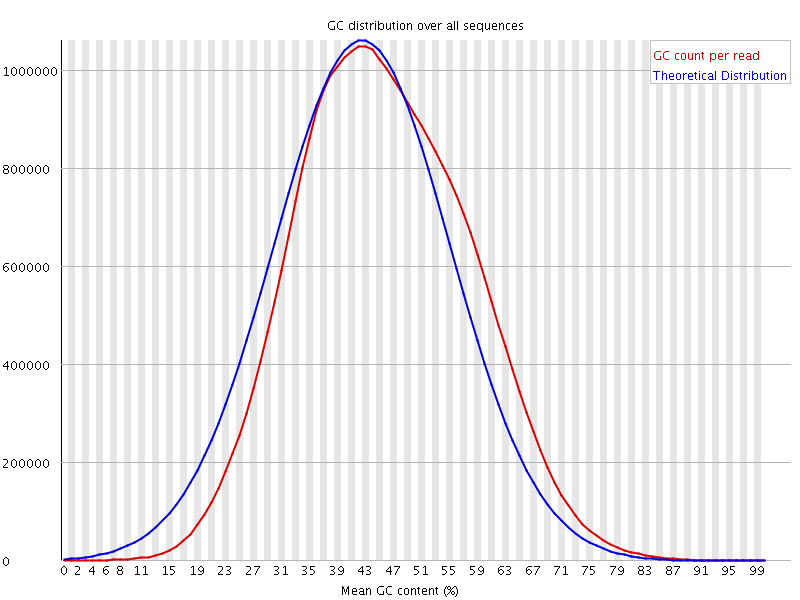 GC distribution over all sequences
GC count per read
Theoretical Distribution
1000000
800000
600000
400000
200000
0
0 2 4 6 8 11 15 19 23 27 31 35 39 43 47 51 55 59 63 67 71 75 79 83 87 91 95 99
Mean GC content (%)